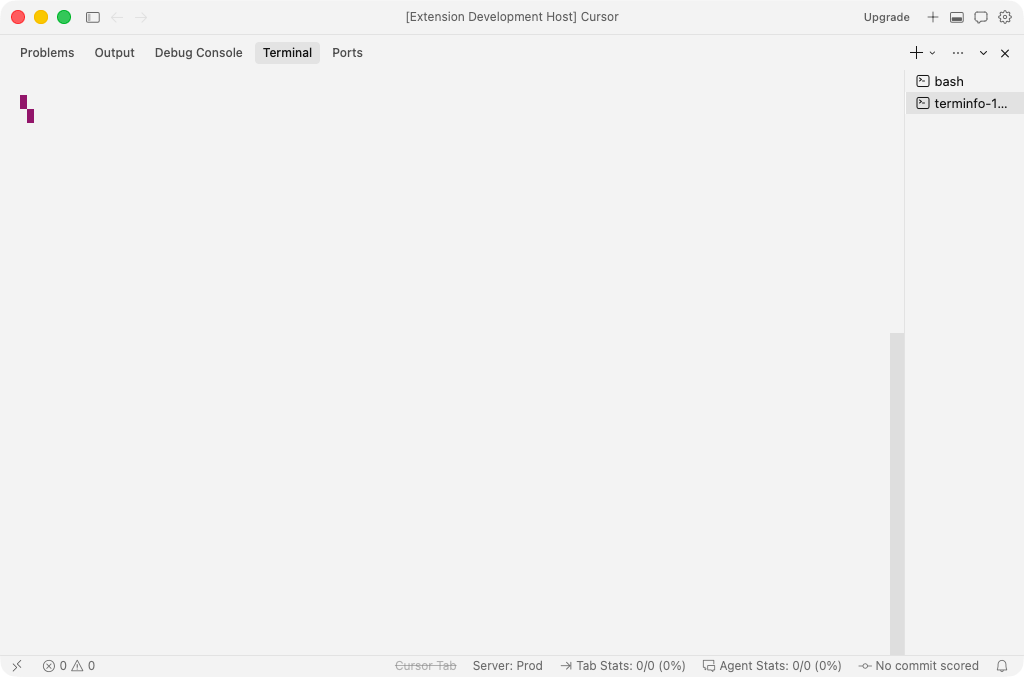 [Extension Development Host] Cursor
Upgrade
Problems Output Debug Console Terminal Ports
bash
terminfo-1...
0 0 Cursor Tab Server: Prod Tab Stats: 0/0 (0%) Agent Stats: 0/0 (0%) No commit scored